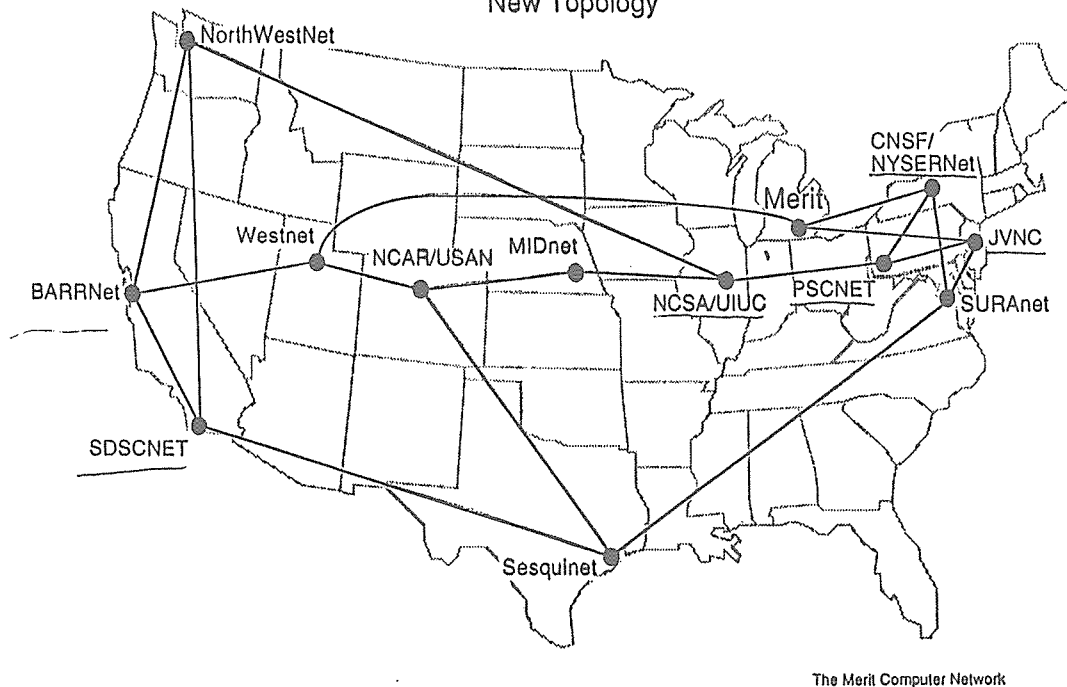 New Topology
NorthWestNet
CNSF/
NYSERNet
Merit
Westnet
MIDnet
JVNC
NCAR/USAN
BARRNet
NCSA/UIUC
PSCNET
SURAnet
SDSCNET
Sesquinet
The Merit Computer Network